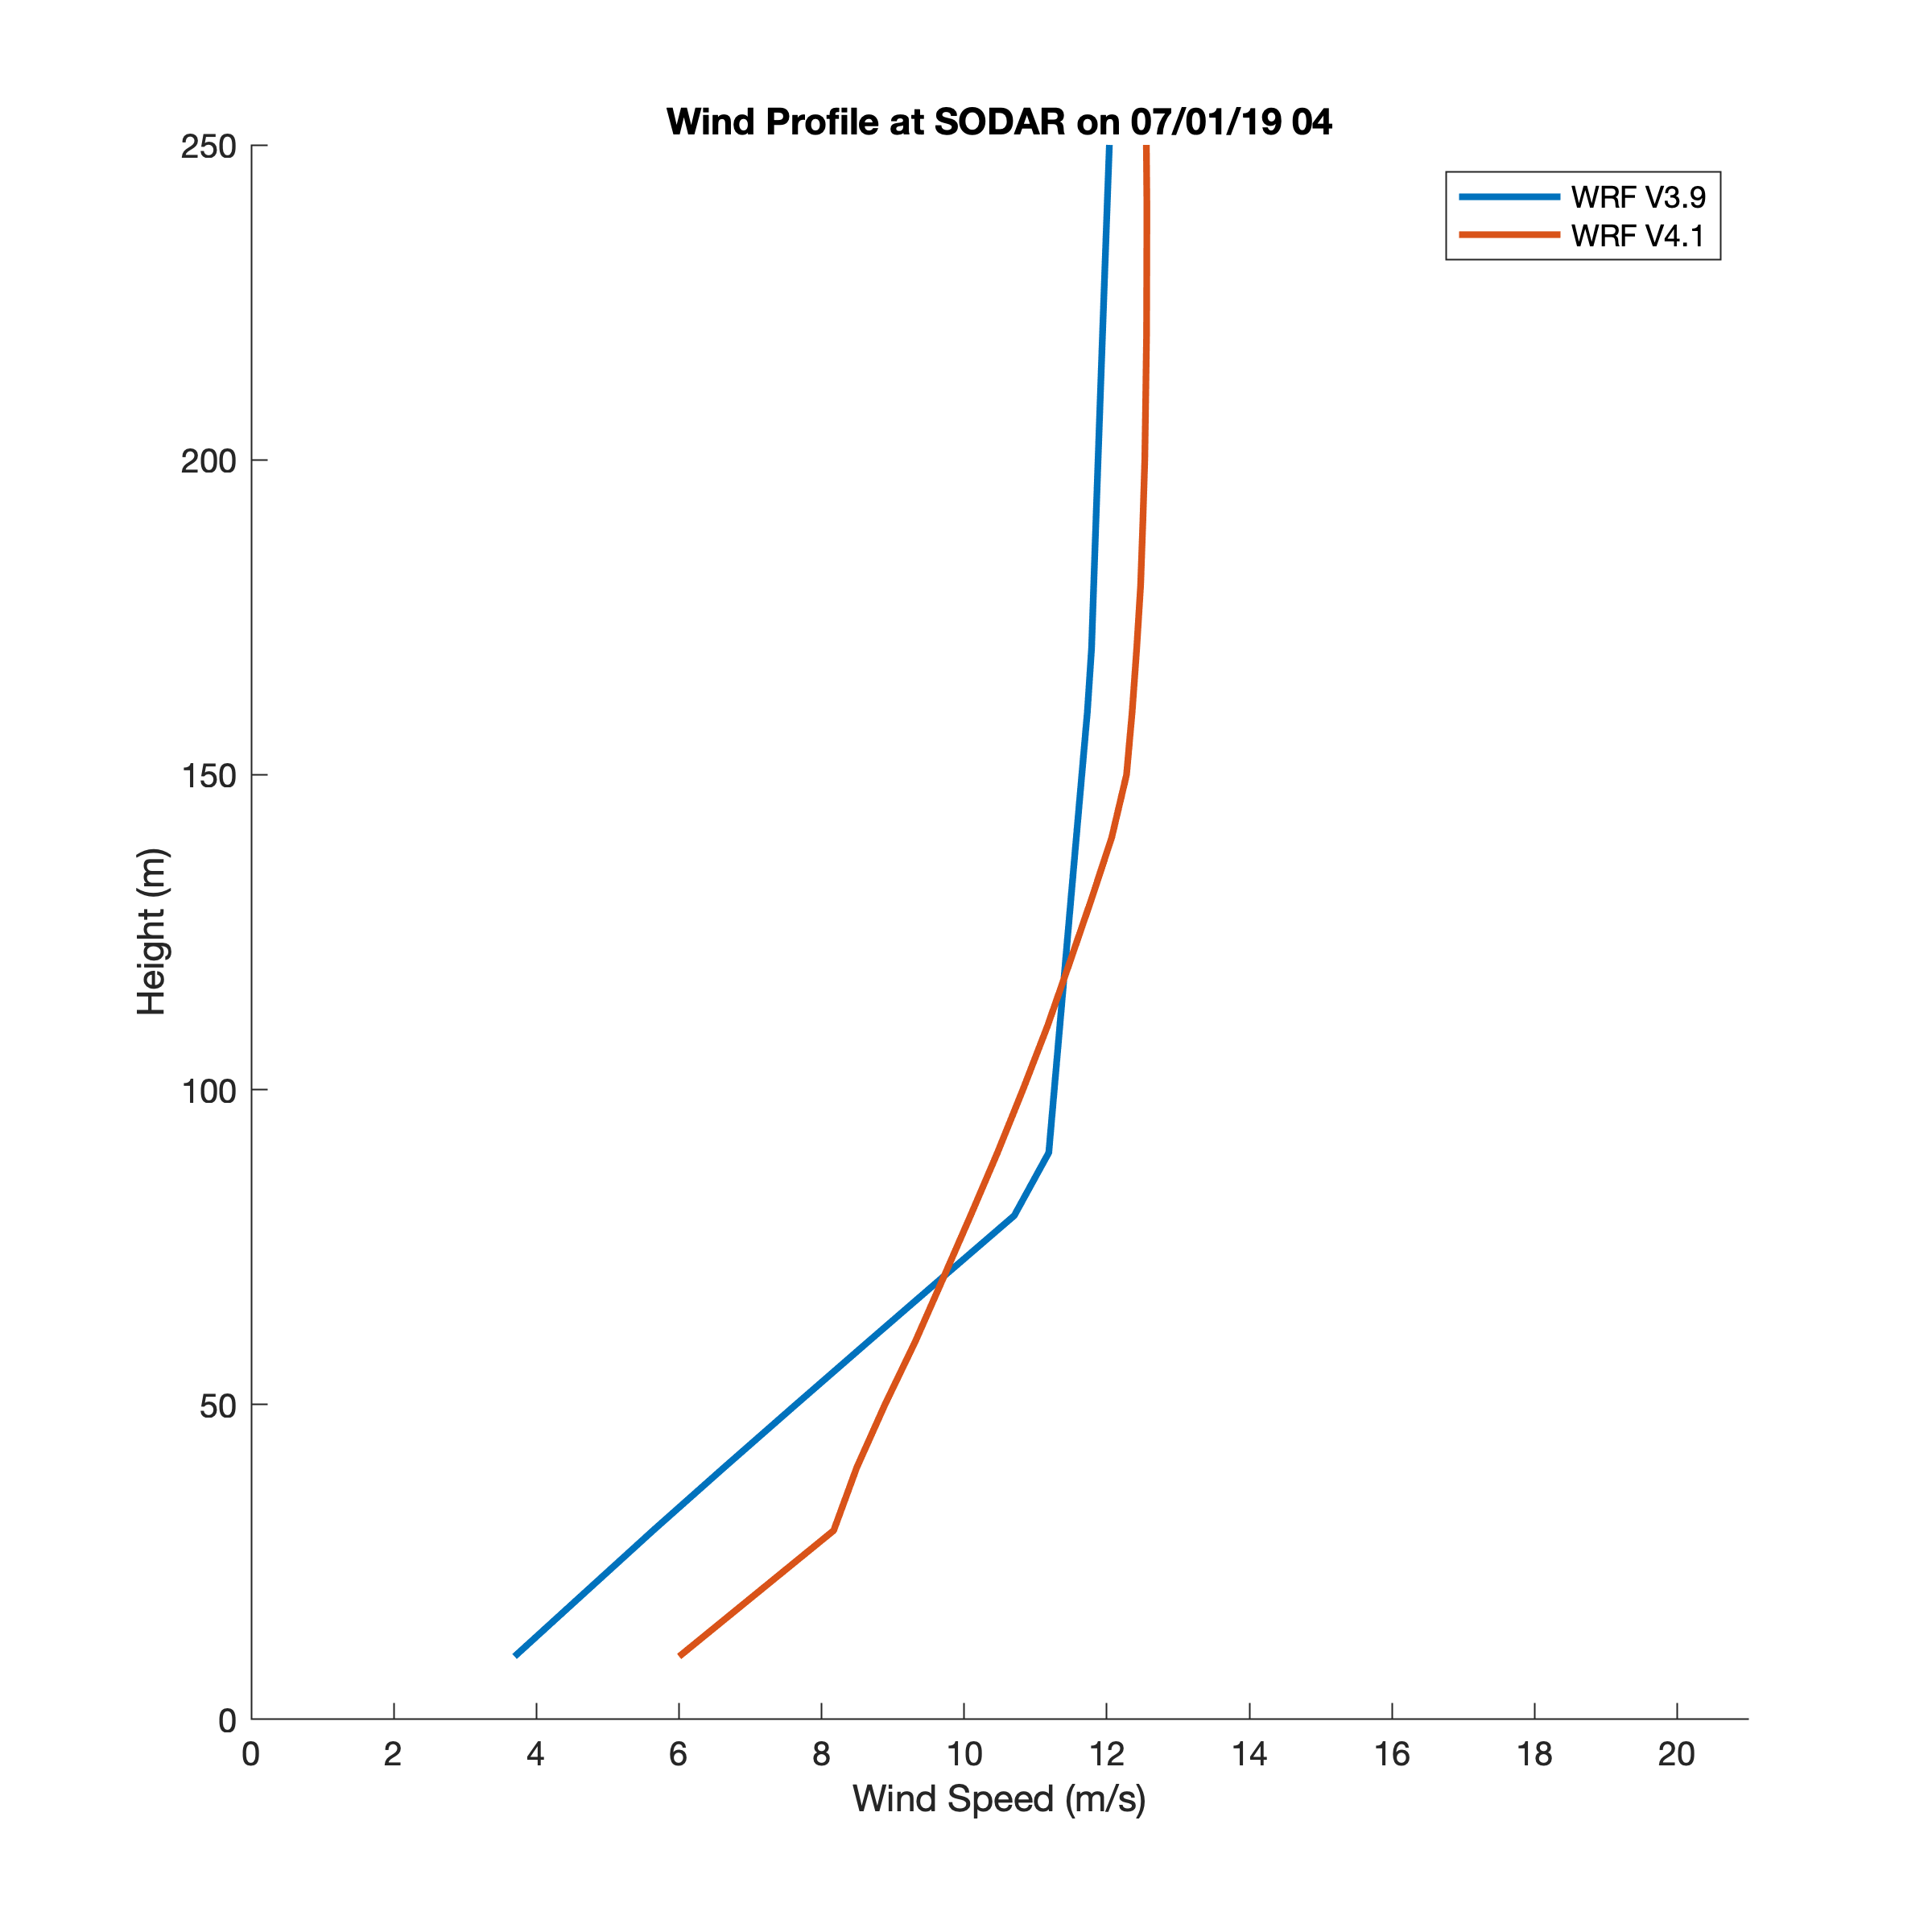 Wind Profile at SODAR on 07/01/19 04
WRF V3.9
WRF V4.1
250
200
150
100
50
0
Height (m)
0 2 4 6 8 10 12 14 16 18 20
Wind Speed (m/s)